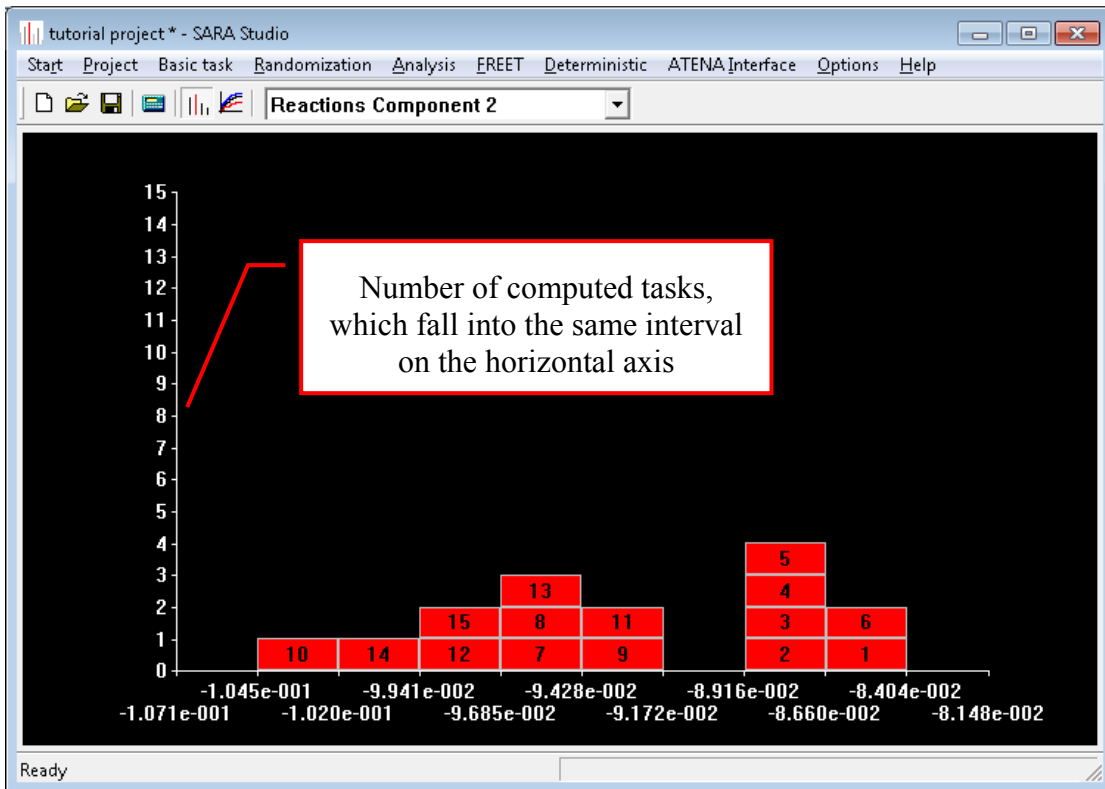 tutorial project * - SARA Studio
Start Project Basic task Randomization Analysis FREET Deterministic ATENA Interface Options Help
Reactions Component 2
15
14
13
12
11
10
9
8
7
6
5
4
3
2
1
0
Number of computed tasks,
which fall into the same interval
on the horizontal axis
5
13 4
15 8 11 3 6
10 14 12 7 9 2 1
-1.045e-001 -9.941e-002 -9.428e-002 -8.916e-002 -8.404e-002
-1.071e-001 -1.020e-001 -9.685e-002 -9.172e-002 -8.660e-002 -8.148e-002
Ready